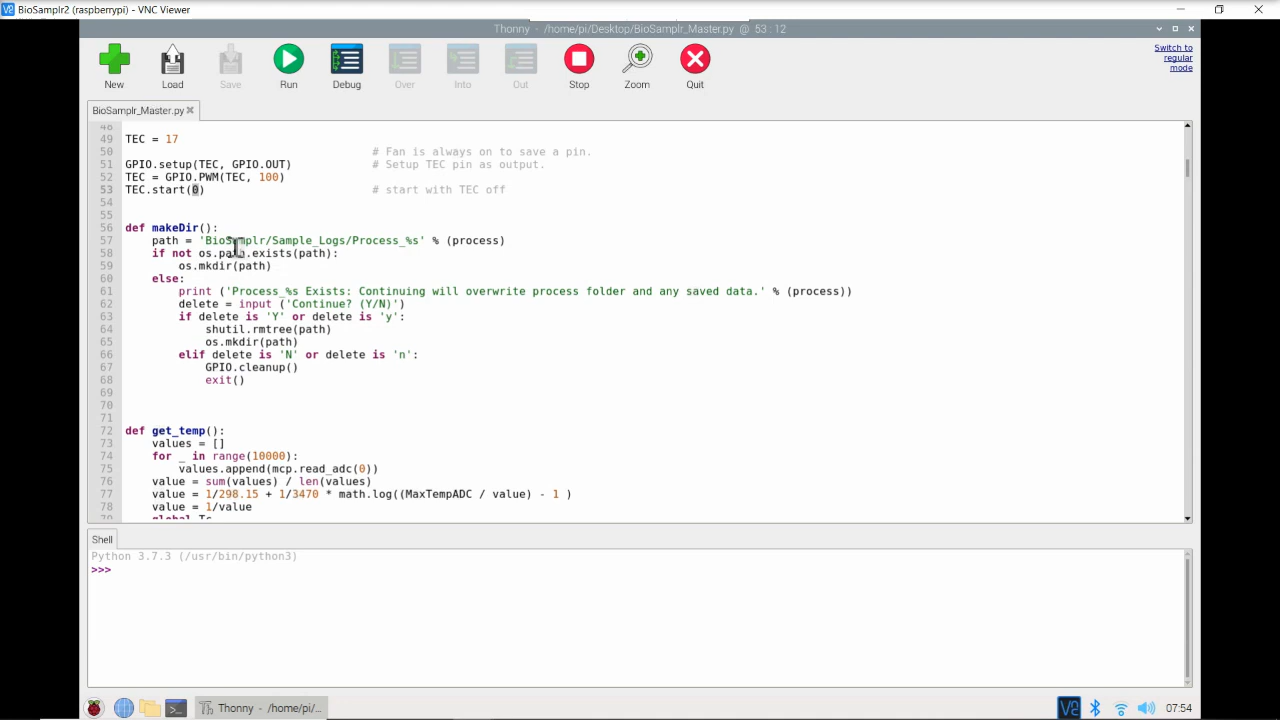 BioSamplr2 (raspberrypi) - VNC Viewer
Thonny - /home/pi/Desktop/BioSamplr_Master.py @ 53 : 12
New Load Save Run Debug Over Into Out Stop Zoom Quit
Switch to
regular
mode
BioSamplr_Master.py
48
49 TEC = 17
50 # Fan is always on to save a pin.
51 GPIO.setup(TEC, GPIO.OUT) # Setup TEC pin as output.
52 TEC = GPIO.PWM(TEC, 100)
53 TEC.start(0) # start with TEC off
54
55
56 def makeDir():
57 path = 'BioSamplr/Sample_Logs/Process_%s' % (process)
58 if not os.path.exists(path):
59 os.mkdir(path)
60 else:
61 print ('Process_%s Exists: Continuing will overwrite process folder and any saved data.' % (process))
62 delete = input ('Continue? (Y/N)')
63 if delete is 'Y' or delete is 'y':
64 shutil.rmtree(path)
65 os.mkdir(path)
66 elif delete is 'N' or delete is 'n':
67 GPIO.cleanup()
68 exit()
69
70
71
72 def get_temp():
73 values = []
74 for _ in range(10000):
75 values.append(mcp.read_adc(0))
76 value = sum(values) / len(values)
77 value = 1/298.15 + 1/3470 * math.log((MaxTempADC / value) - 1 )
78 value = 1/value
79 global Tc
Shell
Python 3.7.3 (/usr/bin/python3)
>>>
Thonny - /home/pi/...
07:54